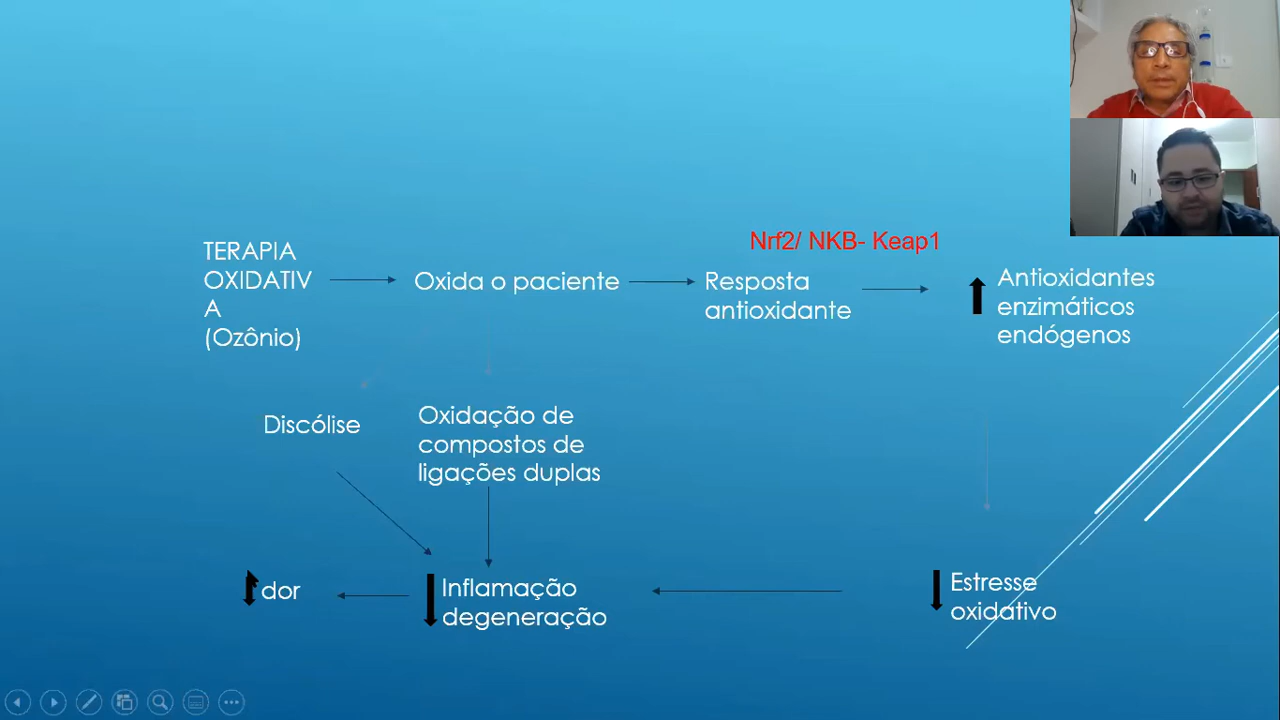 Nrf2/ NKB- Keap1
TERAPIA
OXIDATIV
A
(Ozônio)
Oxida o paciente
Resposta
antioxidante
Antioxidantes
enzimáticos
endógenos
Discólise
Oxidação de
compostos de
ligações duplas
dor
Inflamação
degeneração
Estresse
oxidativo